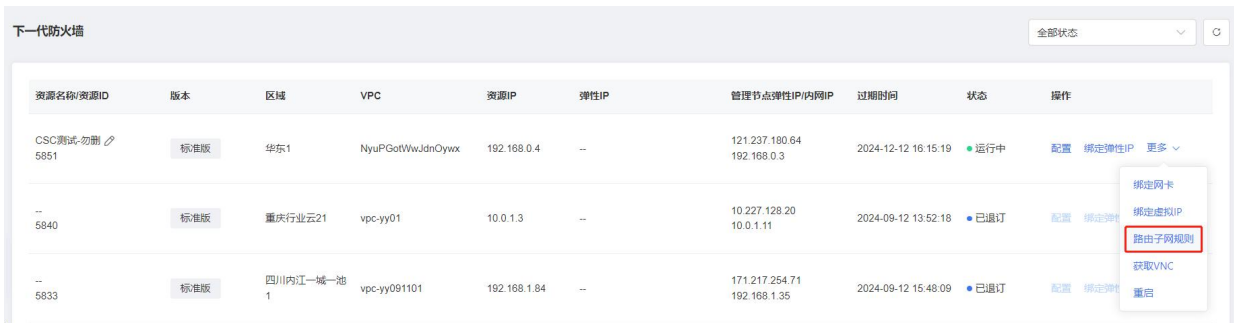 下一代防火墙
全部状态
资源名称/资源ID 版本 区域 VPC 资源IP 弹性IP 管理节点弹性IP/内网IP 过期时间 状态 操作
CSC测试-勿删
5851
标准版 华东1 NyuPGotWwJdnOywx 192.168.0.4 --
121.237.180.64
192.168.0.3
2024-12-12 16:15:19 运行中 配置 绑定弹性IP 更多
绑定网卡
绑定虚拟IP
路由子网规则
获取VNC
重启
--
5840
标准版 重庆行业云21 vpc-yy01 10.0.1.3 --
10.227.128.20
10.0.1.11
2024-09-12 13:52:18 已退订 配置 绑定弹
--
5833
标准版
四川内江一城一池
1
vpc-yy091101 192.168.1.84 --
171.217.254.71
192.168.1.35
2024-09-12 15:48:09 已退订 配置 绑定弹